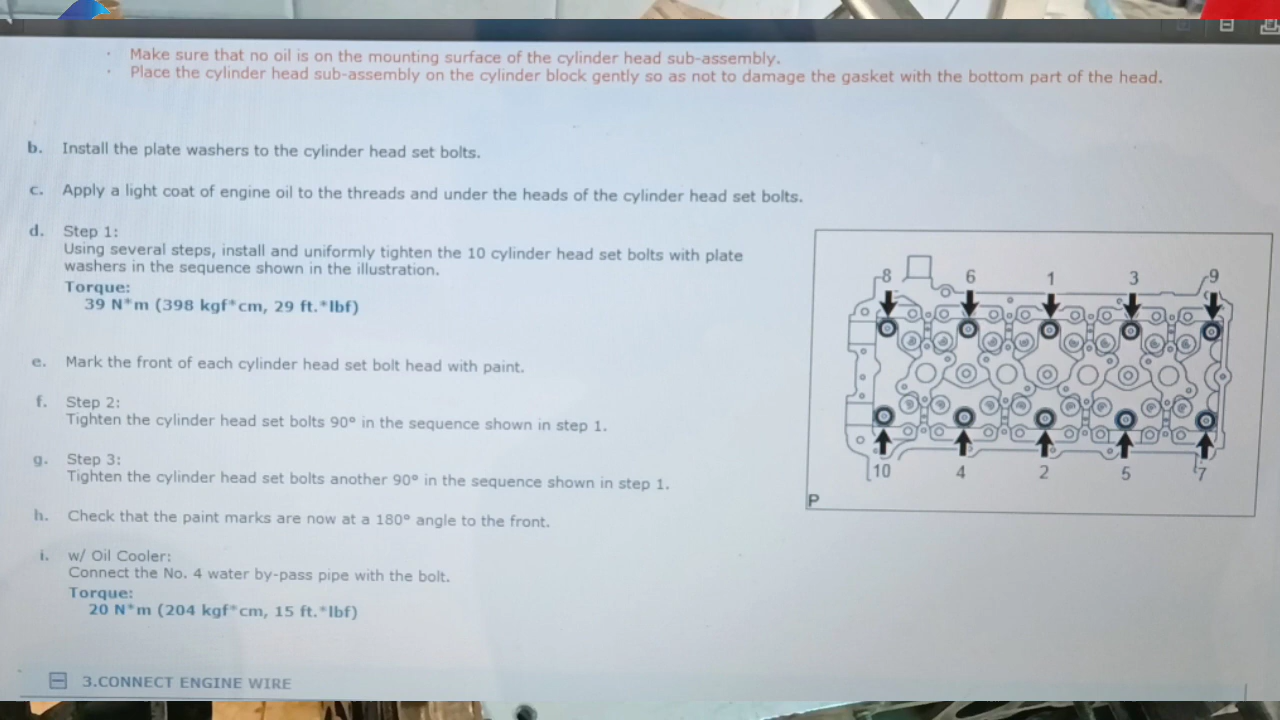 · Make sure that no oil is on the mounting surface of the cylinder head sub-assembly.
· Place the cylinder head sub-assembly on the cylinder block gently so as not to damage the gasket with the bottom part of the head.
b. Install the plate washers to the cylinder head set bolts.
c. Apply a light coat of engine oil to the threads and under the heads of the cylinder head set bolts.
d. Step 1:
Using several steps, install and uniformly tighten the 10 cylinder head set bolts with plate
washers in the sequence shown in the illustration.
Torque:
39 N*m (398 kgf*cm, 29 ft.*lbf)
8 6 1 3 9
10 4 2 5 7
P
e. Mark the front of each cylinder head set bolt head with paint.
f. Step 2:
Tighten the cylinder head set bolts 90° in the sequence shown in step 1.
g. Step 3:
Tighten the cylinder head set bolts another 90° in the sequence shown in step 1.
h. Check that the paint marks are now at a 180° angle to the front.
i. w/ Oil Cooler:
Connect the No. 4 water by-pass pipe with the bolt.
Torque:
20 N*m (204 kgf*cm, 15 ft.*lbf)
3.CONNECT ENGINE WIRE